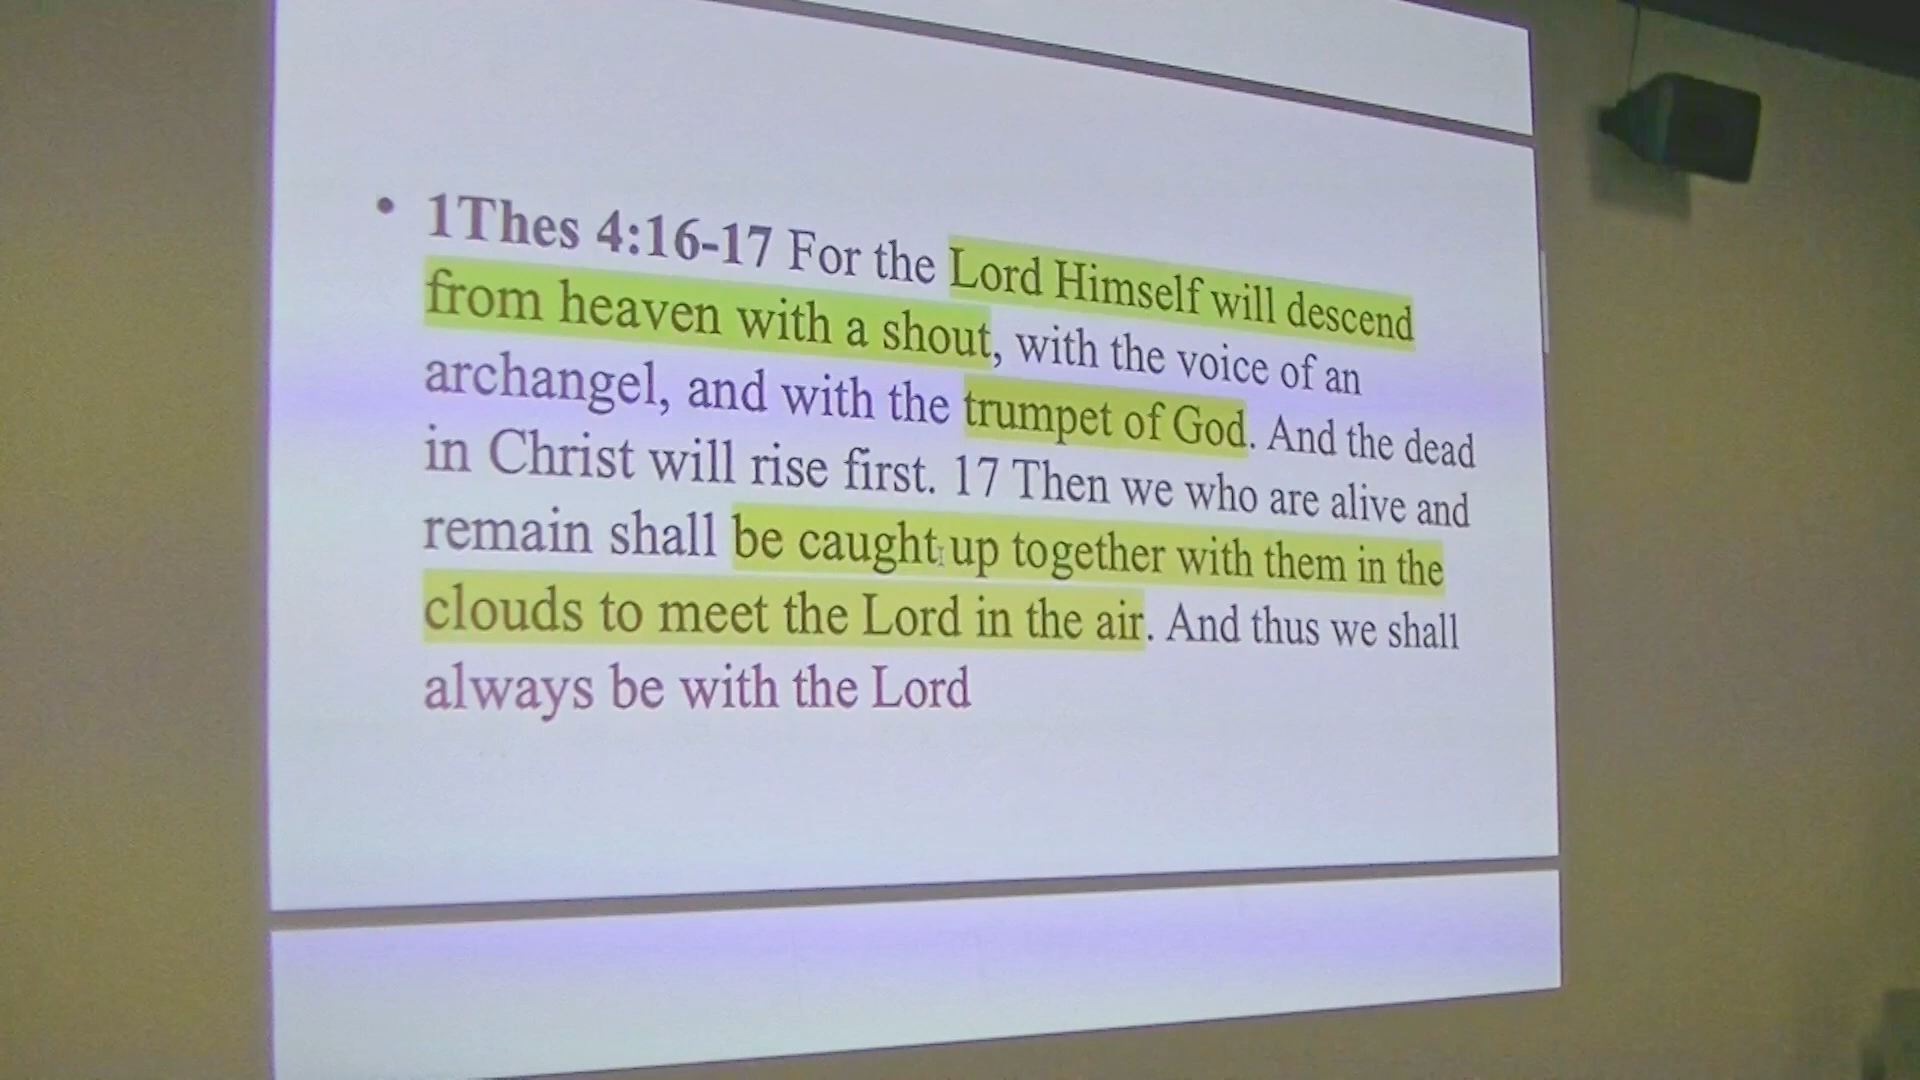 • 1Thes 4:16-17 For the Lord Himself will descend
from heaven with a shout, with the voice of an
archangel, and with the trumpet of God. And the dead
in Christ will rise first. 17 Then we who are alive and
remain shall be caught up together with them in the
clouds to meet the Lord in the air. And thus we shall
always be with the Lord